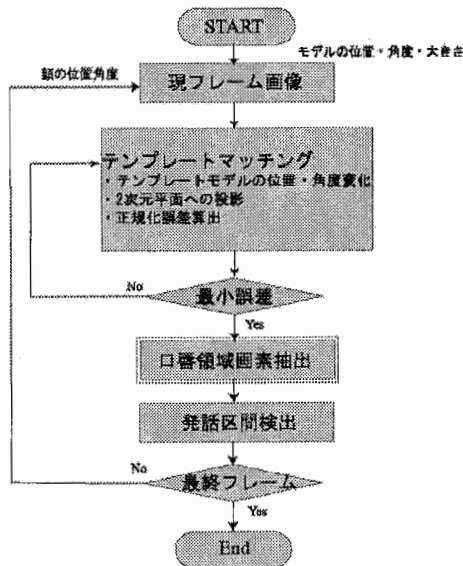 START
モデルの位置・角度・大きさ
顔の位置角度
現フレーム画像
テンプレートマッチング
・テンプレートモデルの位置・角度変化
・2次元平面への投影
・正規化誤差算出
No
最小誤差
Yes
口唇領域画素抽出
発話区間検出
No
最終フレーム
Yes
End